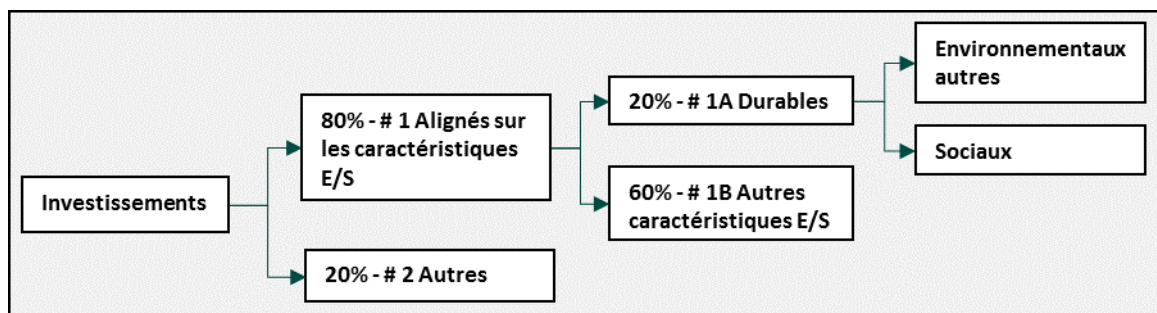 Investissements
80% - # 1 Alignés sur
les caractéristiques
E/S
20% - # 2 Autres
20% - # 1A Durables
60% - # 1B Autres
caractéristiques E/S
Environnementaux
autres
Sociaux